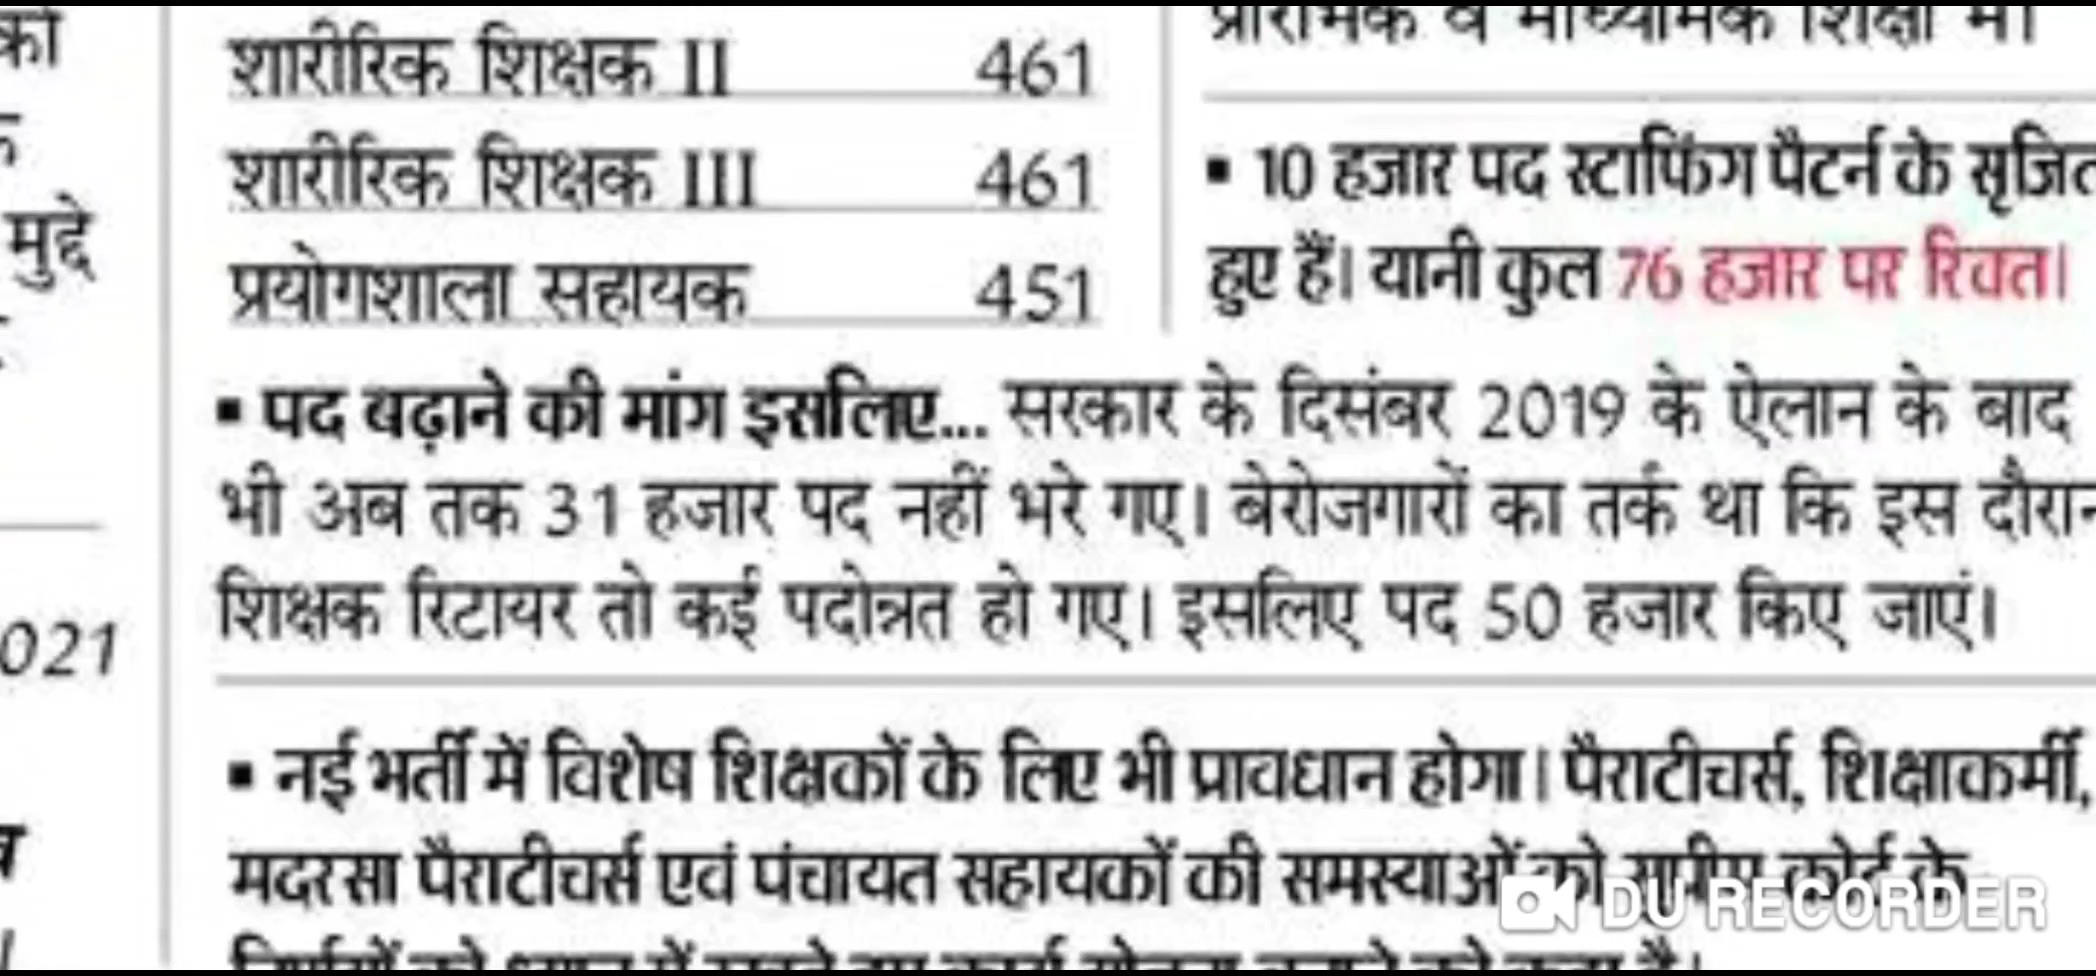 को
शारीरिक शिक्षक II 461
शारीरिक शिक्षक III 461
प्रयोगशाला सहायक 451
मुद्दे
021
प्रारंभिक व माध्यमिक शिक्षा में।
▪ 10 हजार पद स्टाफिंग पैटर्न के सृजित
हुए हैं। यानी कुल 76 हजार पर रिक्त।
▪ पद बढ़ाने की मांग इसलिए... सरकार के दिसंबर 2019 के ऐलान के बाद
भी अब तक 31 हजार पद नहीं भरे गए। बेरोजगारों का तर्क था कि इस दौरान
शिक्षक रिटायर तो कई पदोन्नत हो गए। इसलिए पद 50 हजार किए जाएं।
▪ नई भर्ती में विशेष शिक्षकों के लिए भी प्रावधान होगा। पैराटीचर्स, शिक्षाकर्मी,
मदरसा पैराटीचर्स एवं पंचायत सहायकों की समस्याओं को सुप्रीम कोर्ट के
DU RECORDER